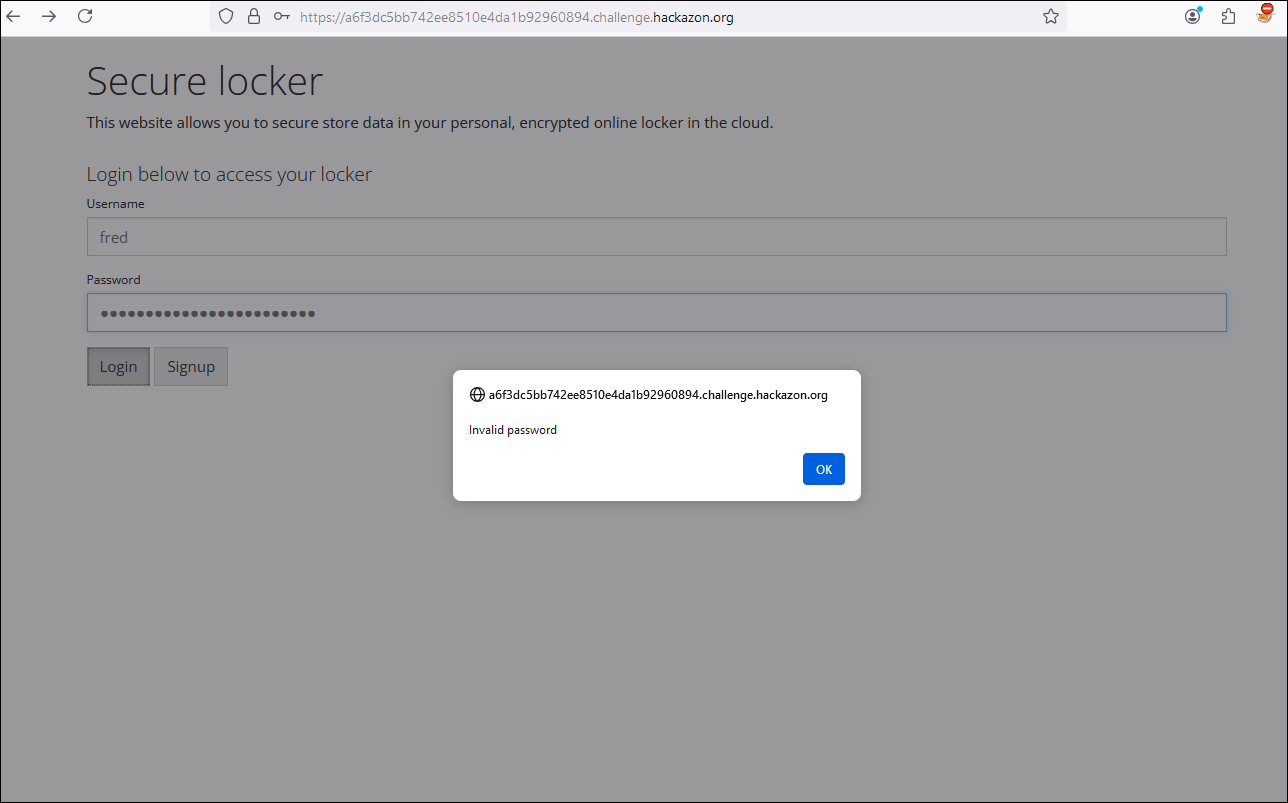 https://a6f3dc5bb742ee8510e4da1b92960894.challenge.hackazon.org
Secure locker
This website allows you to secure store data in your personal, encrypted online locker in the cloud.
Login below to access your locker
Username
fred
Password
Login Signup
a6f3dc5bb742ee8510e4da1b92960894.challenge.hackazon.org
Invalid password
OK